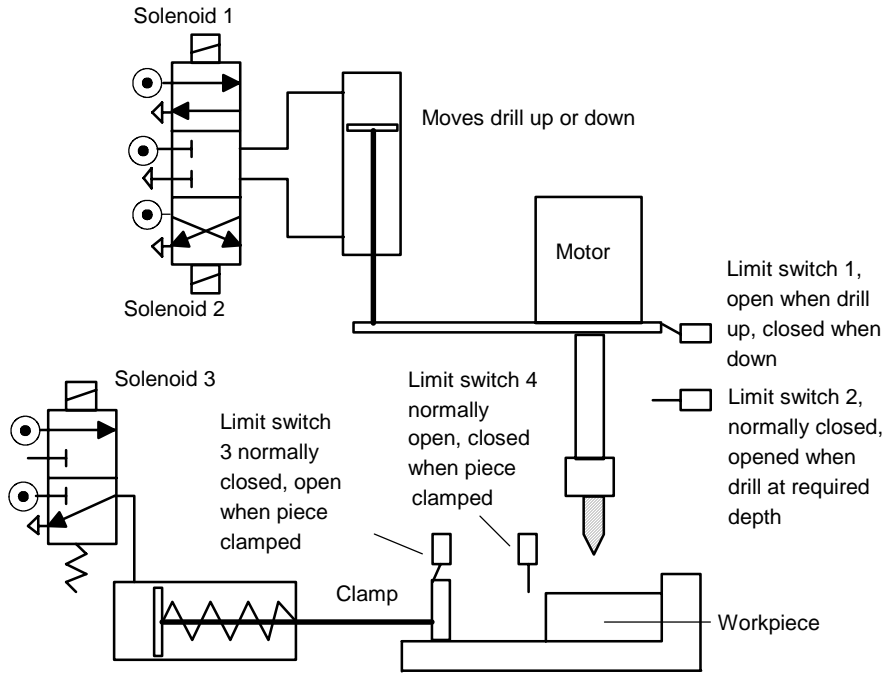 Solenoid 1
Moves drill up or down
Motor
Limit switch 1,
open when drill
up, closed when
down
Solenoid 2
Solenoid 3
Limit switch 4
normally
open, closed
when piece
clamped
Limit switch 2,
normally closed,
opened when
drill at required
depth
Limit switch
3 normally
closed, open
when piece
clamped
Clamp
Workpiece